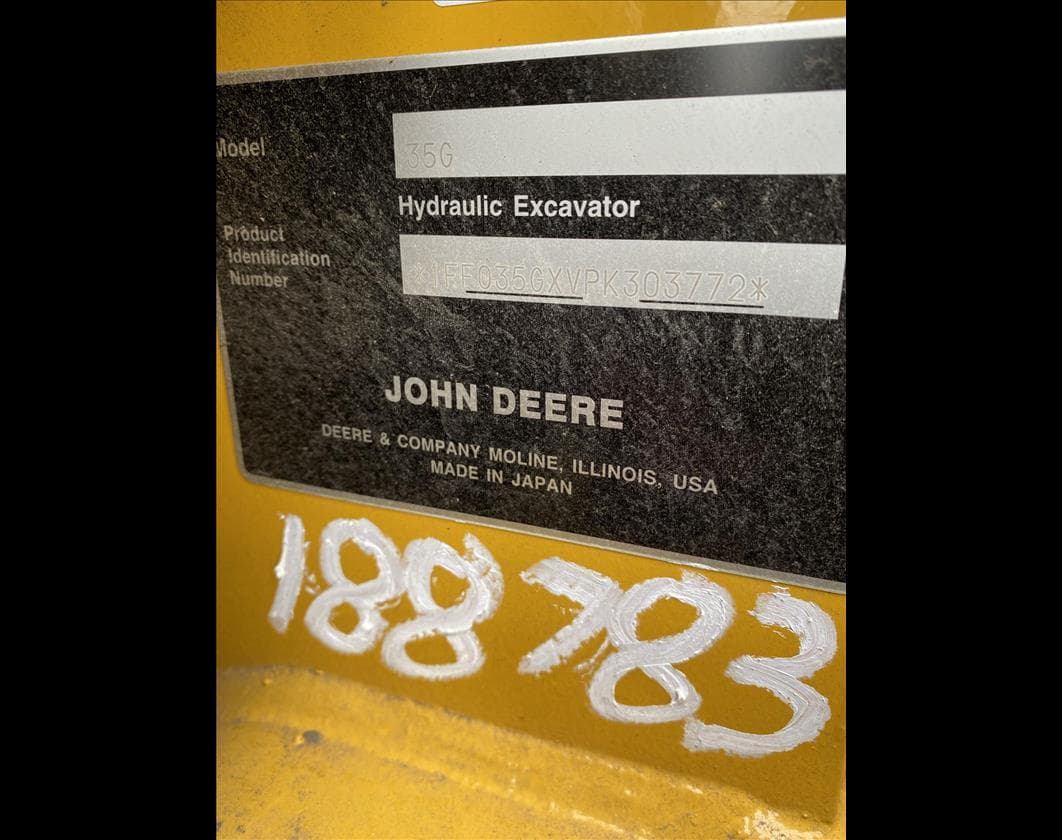 Model
35G
Hydraulic Excavator
Product
Identification
Number
*1FF035GXVPK303772*
JOHN DEERE
DEERE & COMPANY MOLINE, ILLINOIS, USA
MADE IN JAPAN
188783